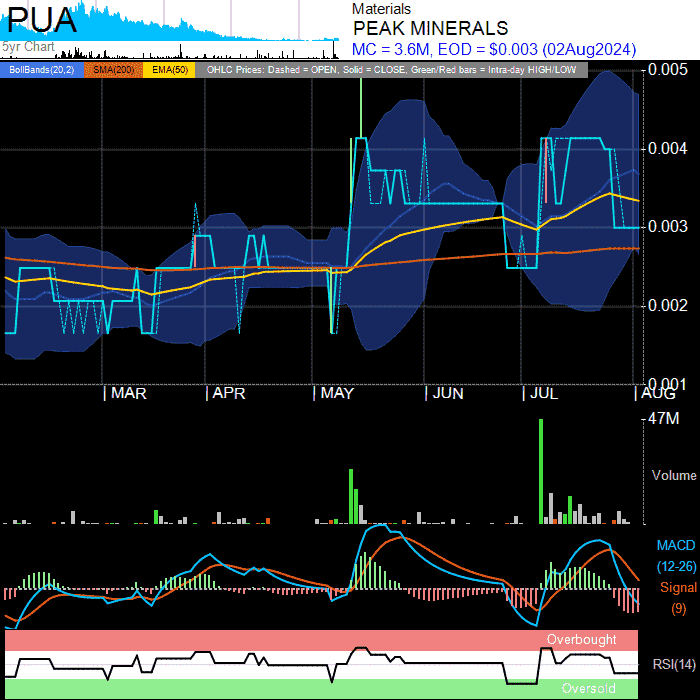 PUA
5yr Chart
Materials
PEAK MINERALS
MC = 3.6M, EOD = $0.003 (02Aug2024)
BollBands(20,2) SMA(200) EMA(50) OHLC Prices: Dashed = OPEN, Solid = CLOSE, Green/Red bars = Intra-day HIGH/LOW
0.005
0.004
0.003
0.002
0.001
| MAR | APR | MAY | JUN | JUL | AUG
47M
Volume
MACD
(12-26)
Signal
(9)
Overbought
RSI(14)
Oversold